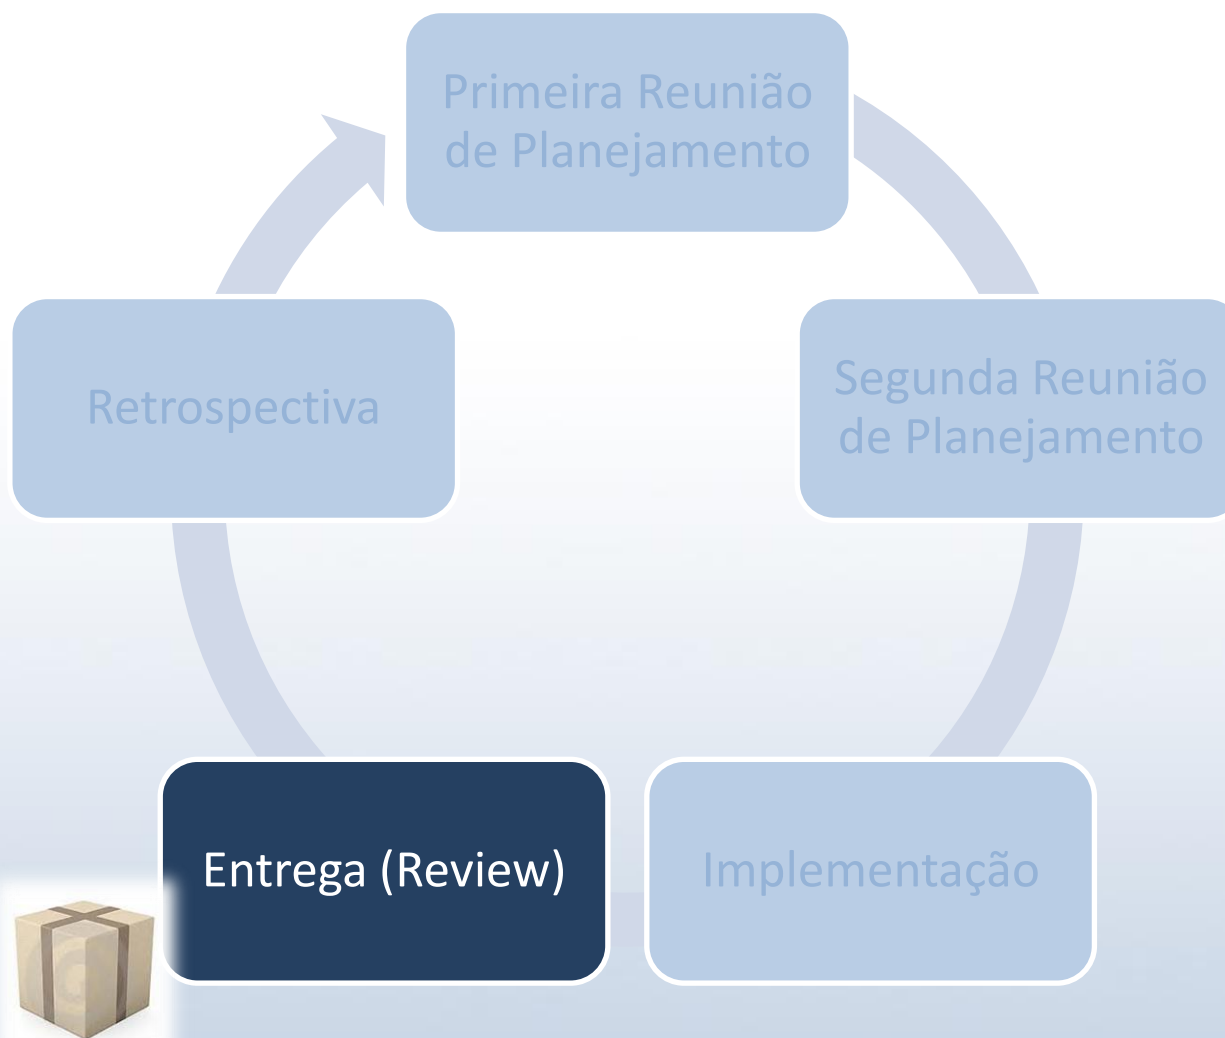 Primeira Reunião
de Planejamento
Segunda Reunião
de Planejamento
Implementação
Entrega (Review)
Retrospectiva